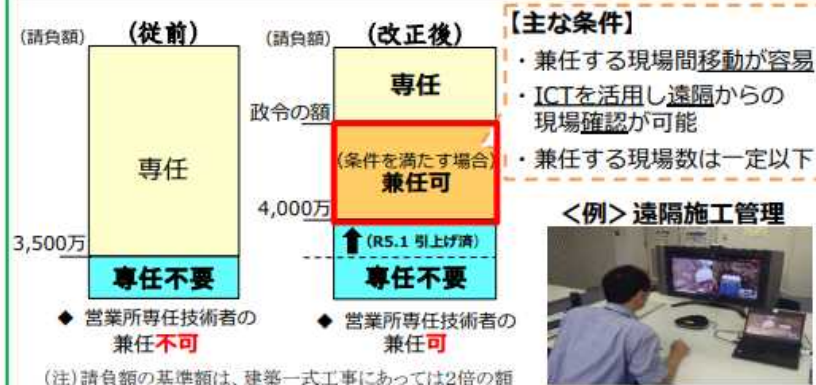 (従前)
(請負額)
専任
3,500万
専任不要
◆ 営業所専任技術者の
兼任不可
(改正後)
(請負額)
専任
政令の額
(条件を満たす場合)
兼任可
4,000万
(R5.1 引上げ済)
専任不要
◆ 営業所専任技術者の
兼任可
(注)請負額の基準額は、建築一式工事にあっては2倍の額
【主な条件】
・兼任する現場間移動が容易
・ICTを活用し遠隔からの
現場確認が可能
・兼任する現場数は一定以下
<例>遠隔施工管理